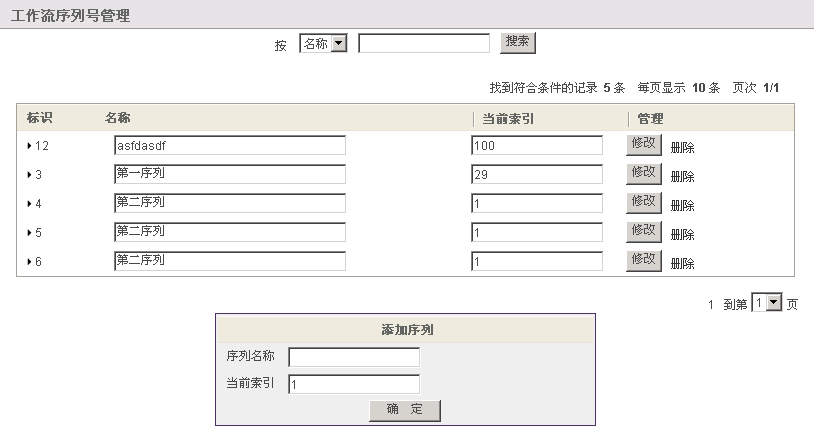 工作流序列号管理
按 名称 搜索
找到符合条件的记录 5 条 每页显示 10 条 页次 1/1
标识 名称 当前索引 管理
12 asfdasdf 100 修改 删除
3 第一序列 29 修改 删除
4 第二序列 1 修改 删除
5 第二序列 1 修改 删除
6 第二序列 1 修改 删除
1 到第 1 页
添加序列
序列名称
当前索引 1
确 定